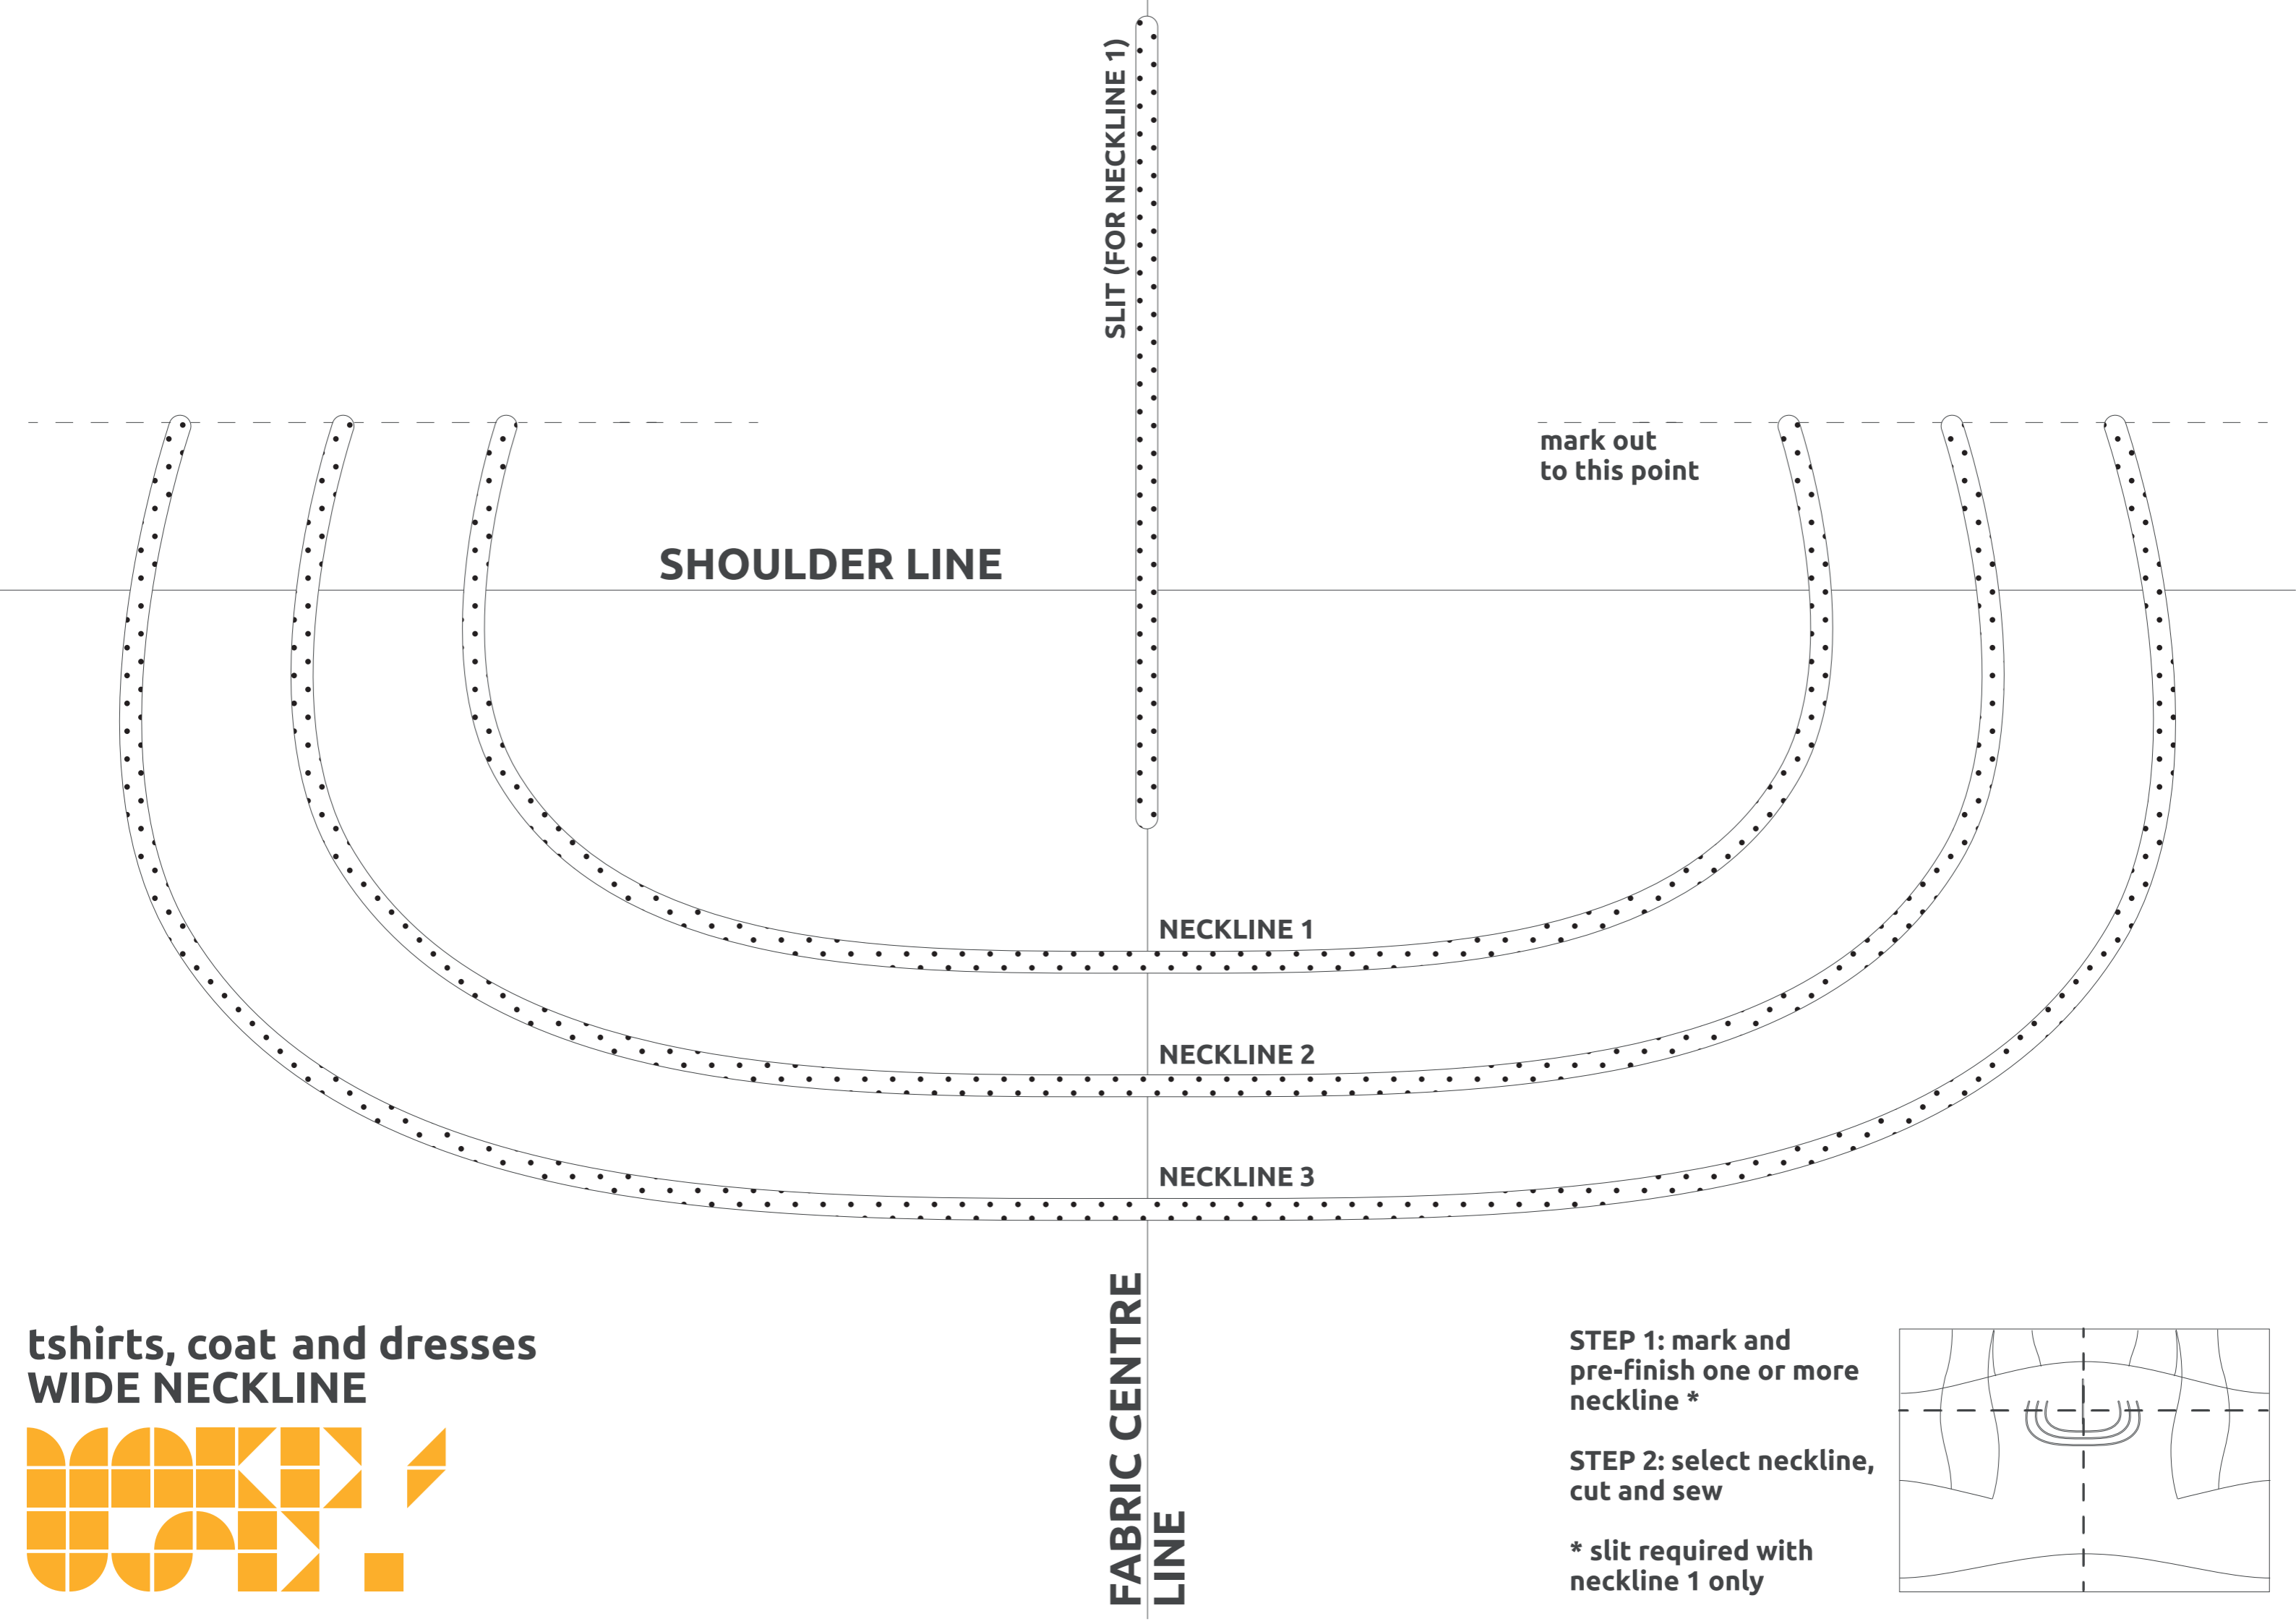 SLIT (FOR NECKLINE 1)
mark out
to this point
SHOULDER LINE
NECKLINE 1
NECKLINE 2
NECKLINE 3
FABRIC CENTRE
LINE
tshirts, coat and dresses
WIDE NECKLINE
STEP 1: mark and
pre-finish one or more
neckline *
STEP 2: select neckline,
cut and sew
* slit required with
neckline 1 only